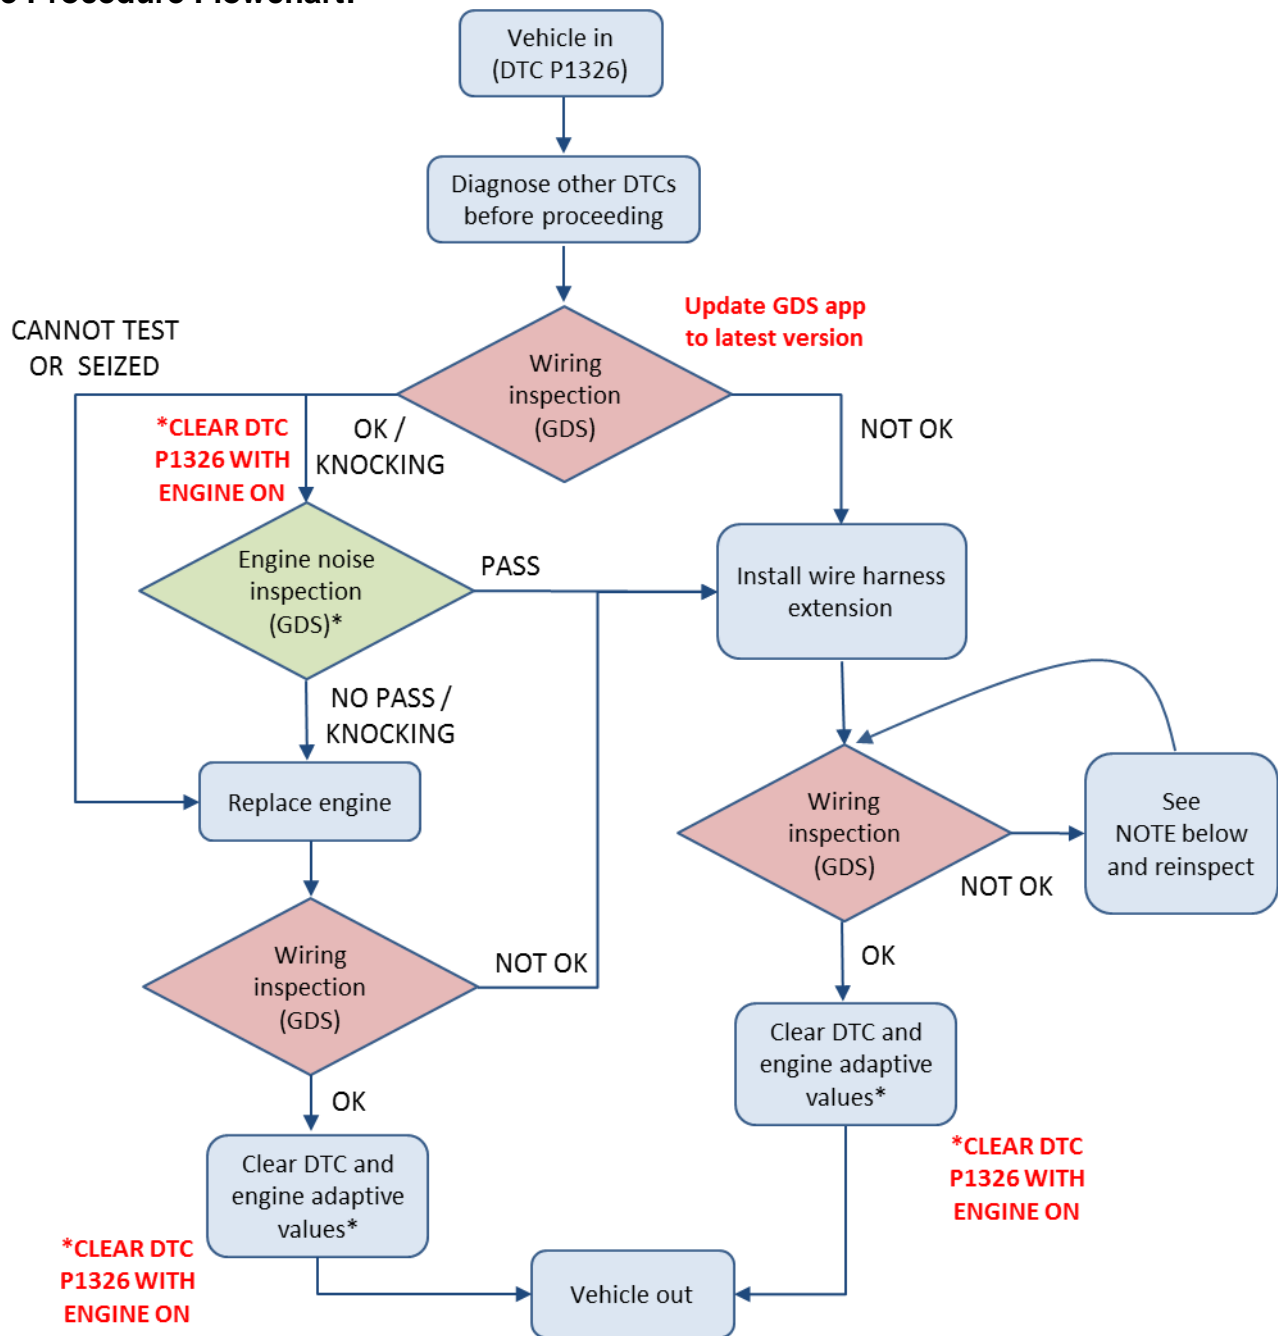 Procedure Flowchart:
Vehicle in
(DTC P1326)
Diagnose other DTCs
before proceeding
Update GDS app
to latest version
CANNOT TEST
OR SEIZED
Wiring
inspection
(GDS)
*CLEAR DTC
P1326 WITH
ENGINE ON
OK /
KNOCKING
NOT OK
Engine noise
inspection
(GDS)*
PASS
Install wire harness
extension
NO PASS /
KNOCKING
Replace engine
Wiring
inspection
(GDS)
NOT OK
See
NOTE below
and reinspect
Wiring
inspection
(GDS)
NOT OK
OK
OK
Clear DTC and
engine adaptive
values*
*CLEAR DTC
P1326 WITH
ENGINE ON
Clear DTC and
engine adaptive
values*
*CLEAR DTC
P1326 WITH
ENGINE ON
Vehicle out